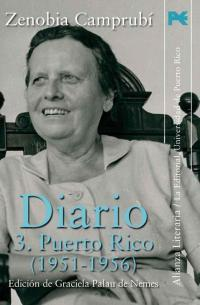 Zenobia Camprubí
Diario
3. Puerto Rico
(1951-1956)
Edición de Graciela Palau de Nemes
Alianza Literaria / La Editorial, Universidad de Puerto Rico